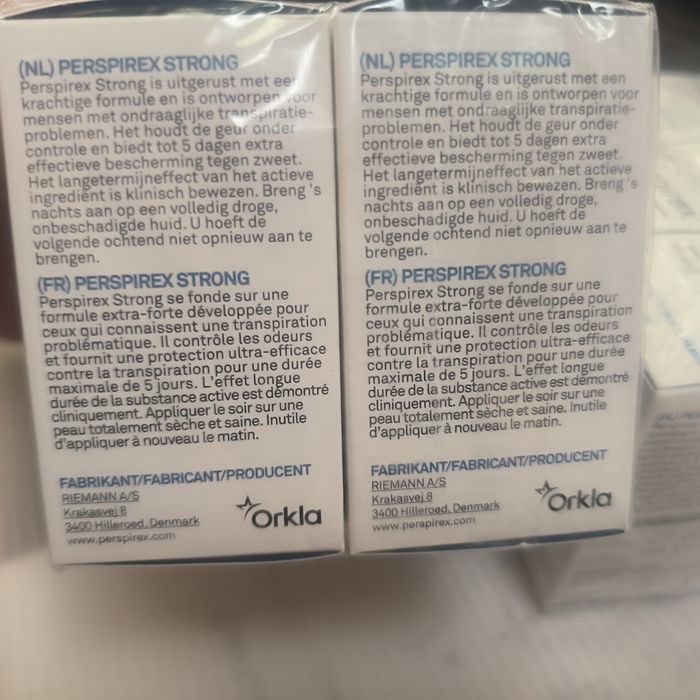 (NL) PERSPIREX STRONG
Perspirex Strong is uitgerust met een
krachtige formule en is ontworpen voor
mensen met ondraaglijke transpiratie-
problemen. Het houdt de geur onder
controle en biedt tot 5 dagen extra
effectieve bescherming tegen zweet.
Het langetermijneffect van het actieve
ingrediënt is klinisch bewezen. Breng 's
nachts aan op een volledig droge,
onbeschadigde huid. U hoeft de
volgende ochtend niet opnieuw aan te
brengen.
(FR) PERSPIREX STRONG
Perspirex Strong se fonde sur une
formule extra-forte développée pour
ceux qui connaissent une transpiration
problématique. Il contrôle les odeurs
et fournit une protection ultra-efficace
contre la transpiration pour une durée
maximale de 5 jours. L'effet longue
durée de la substance active est démontré
cliniquement. Appliquer le soir sur une
peau totalement sèche et saine. Inutile
d'appliquer à nouveau le matin.
FABRIKANT/FABRICANT/PRODUCENT
RIEMANN A/S
Krakasvej 8
3400 Hilleroed, Denmark
www.perspirex.com
Orkla
(NL) PERSPIREX STRONG
Perspirex Strong is uitgerust met een
krachtige formule en is ontworpen voor
mensen met ondraaglijke transpiratie-
problemen. Het houdt de geur onder
controle en biedt tot 5 dagen extra
effectieve bescherming tegen zweet.
Het langetermijneffect van het actieve
ingrediënt is klinisch bewezen. Breng 's
nachts aan op een volledig droge,
onbeschadigde huid. U hoeft de
volgende ochtend niet opnieuw aan te
brengen.
(FR) PERSPIREX STRONG
Perspirex Strong se fonde sur une
formule extra-forte développée pour
ceux qui connaissent une transpiration
problématique. Il contrôle les odeurs
et fournit une protection ultra-efficace
contre la transpiration pour une durée
maximale de 5 jours. L'effet longue
durée de la substance active est démontré
cliniquement. Appliquer le soir sur une
peau totalement sèche et saine. Inutile
d'appliquer à nouveau le matin.
FABRIKANT/FABRICANT/PRODUCENT
RIEMANN A/S
Krakasvej 8
3400 Hilleroed, Denmark
www.perspirex.com
Orkla